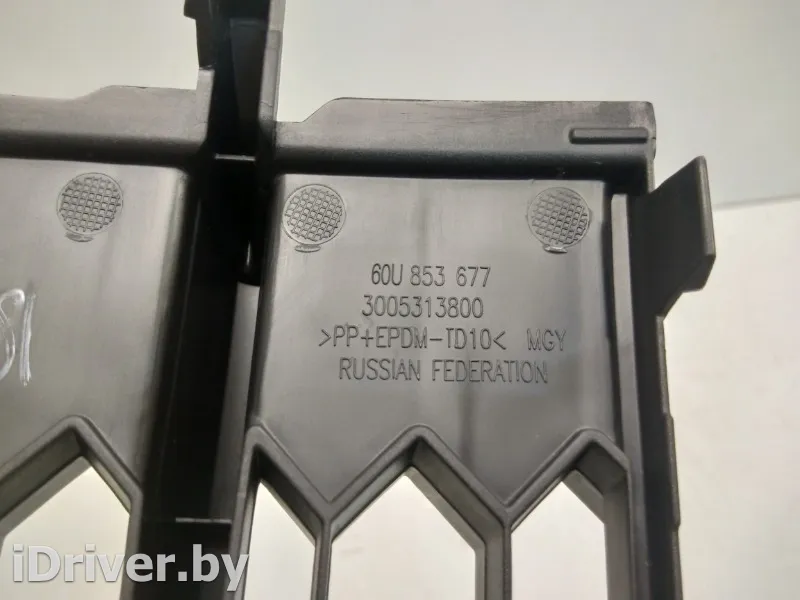 60U 853 677
3005313800
>PP+EPDM-TD10< MGY
RUSSIAN FEDERATION
iDriver.by